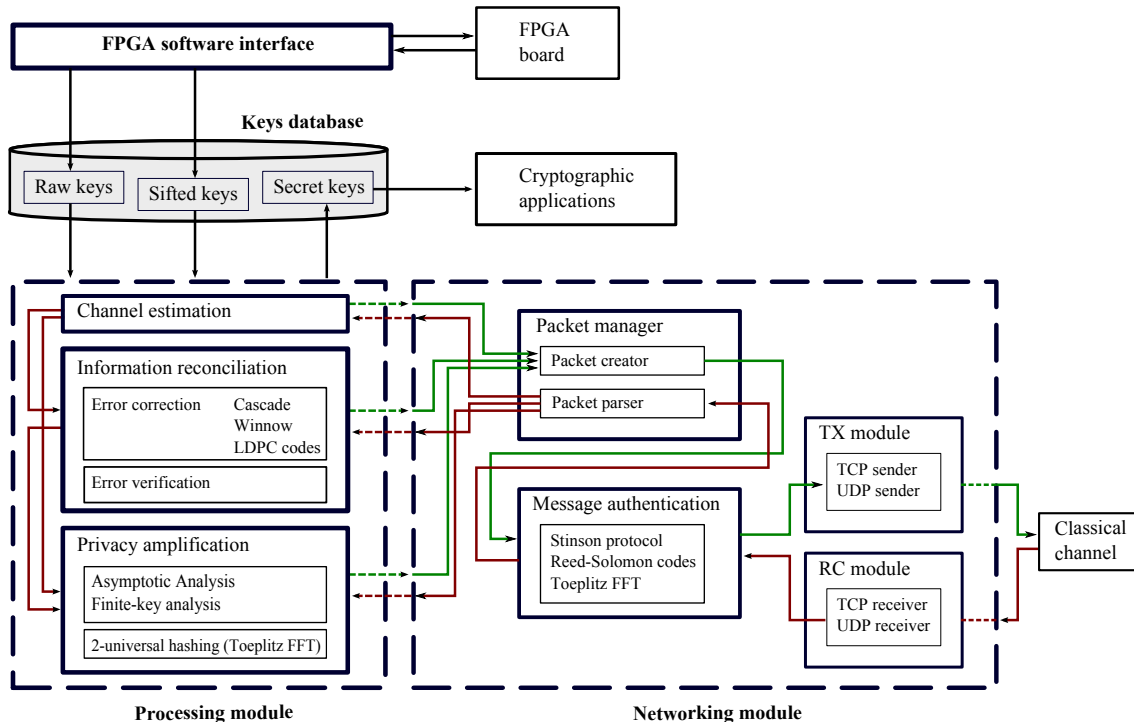 FPGA software interface
FPGA
board
Keys database
Raw keys
Sifted keys
Secret keys
Cryptographic
applications
Channel estimation
Information reconciliation
Error correction
Cascade
Winnow
LDPC codes
Error verification
Privacy amplification
Asymptotic Analysis
Finite-key analysis
2-universal hashing (Toeplitz FFT)
Processing module
Packet manager
Packet creator
Packet parser
Message authentication
Stinson protocol
Reed-Solomon codes
Toeplitz FFT
TX module
TCP sender
UDP sender
RC module
TCP receiver
UDP receiver
Networking module
Classical
channel